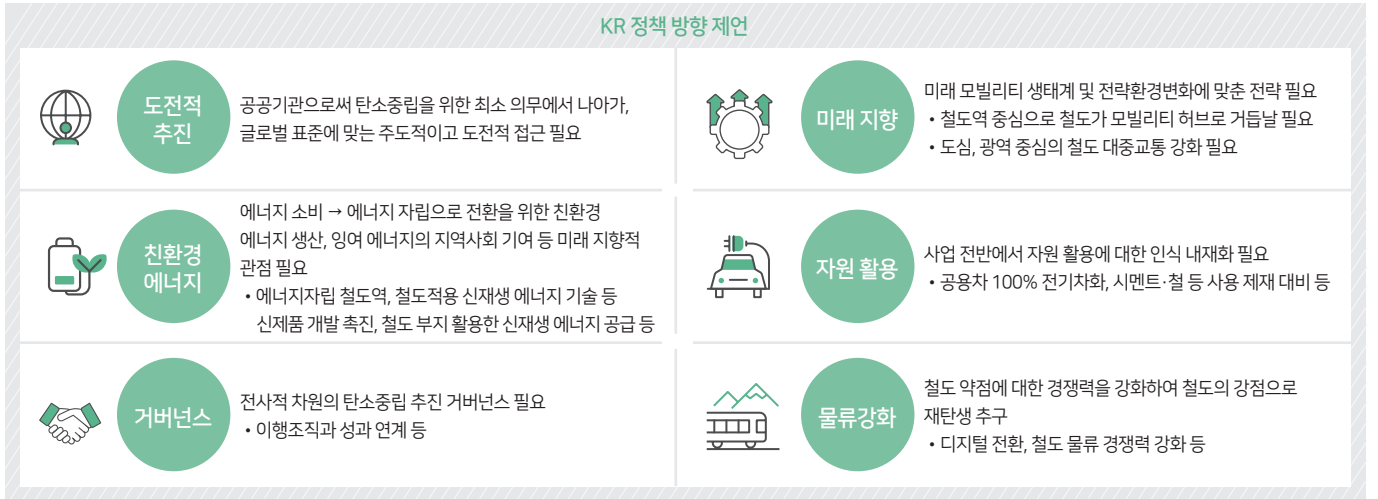 KR 정책 방향 제언
도전적
추진
공공기관으로써 탄소중립을 위한 최소 의무에서 나아가,
글로벌 표준에 맞는 주도적이고 도전적 접근 필요
미래 지향
미래 모빌리티 생태계 및 전략환경변화에 맞춘 전략 필요
• 철도역 중심으로 철도가 모빌리티 허브로 거듭날 필요
• 도심, 광역 중심의 철도 대중교통 강화 필요
친환경
에너지
에너지 소비 → 에너지 자립으로 전환을 위한 친환경
에너지 생산, 잉여 에너지의 지역사회 기여 등 미래 지향적
관점 필요
• 에너지자립 철도역, 철도적용 신재생 에너지 기술 등
신제품 개발 촉진, 철도 부지 활용한 신재생 에너지 공급 등
자원 활용
사업 전반에서 자원 활용에 대한 인식 내재화 필요
• 공용차 100% 전기차화, 시멘트·철 등 사용 제재 대비 등
거버넌스
전사적 차원의 탄소중립 추진 거버넌스 필요
• 이행조직과 성과 연계 등
물류강화
철도 약점에 대한 경쟁력을 강화하여 철도의 강점으로
재탄생 추구
• 디지털 전환, 철도 물류 경쟁력 강화 등